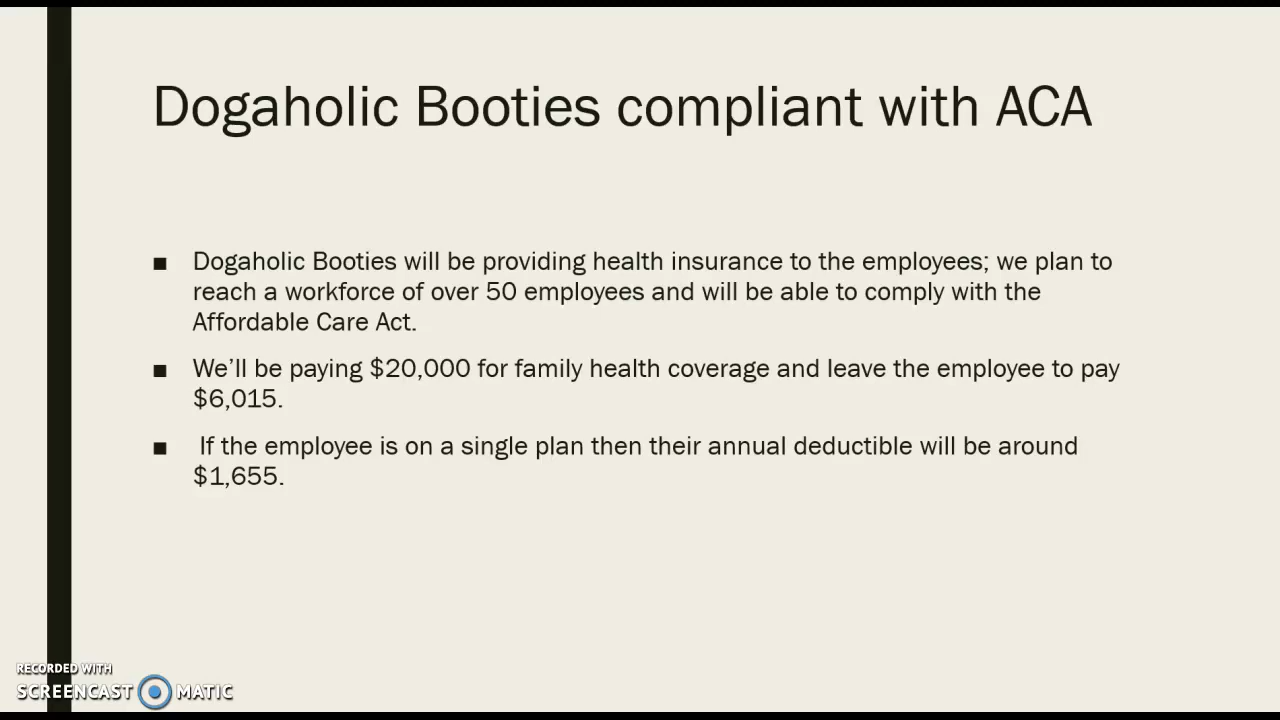 Dogaholic Booties compliant with ACA
■ Dogaholic Booties will be providing health insurance to the employees; we plan to
reach a workforce of over 50 employees and will be able to comply with the
Affordable Care Act.
■ We’ll be paying $20,000 for family health coverage and leave the employee to pay
$6,015.
■ If the employee is on a single plan then their annual deductible will be around
$1,655.
RECORDED WITH
SCREENCAST MATIC